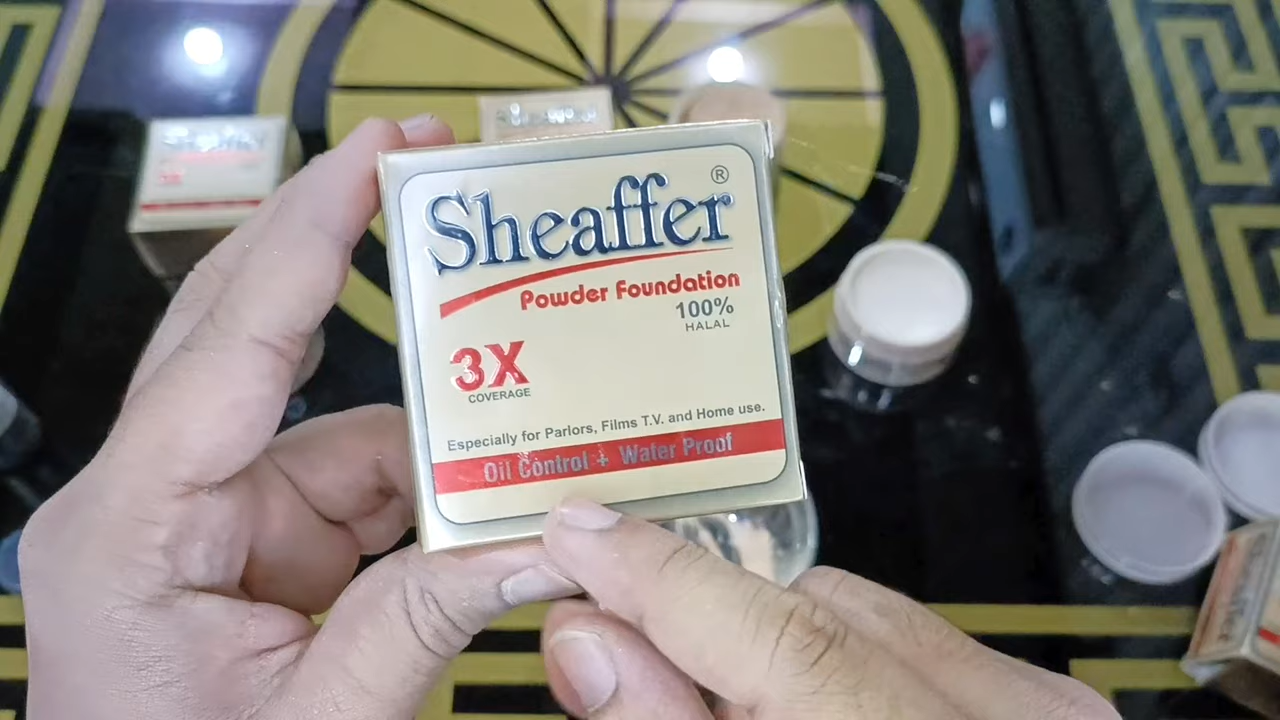 Sheaffer®
Powder Foundation
100%
HALAL
3X
COVERAGE
Especially for Parlors, Films T.V. and Home use.
Oil Control + Water Proof